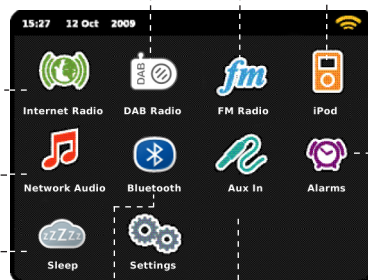 15:27 12 Oct 2009
DAB
fm
Internet Radio DAB Radio FM Radio iPod
Network Audio Bluetooth Aux In Alarms
zZZz
Sleep Settings